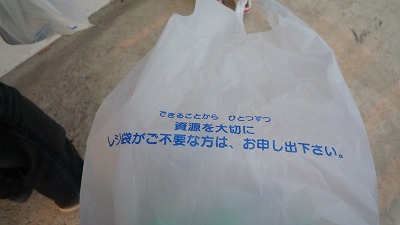 できることから ひとつずつ
資源を大切に
レジ袋がご不要な方は、お申し出下さい。